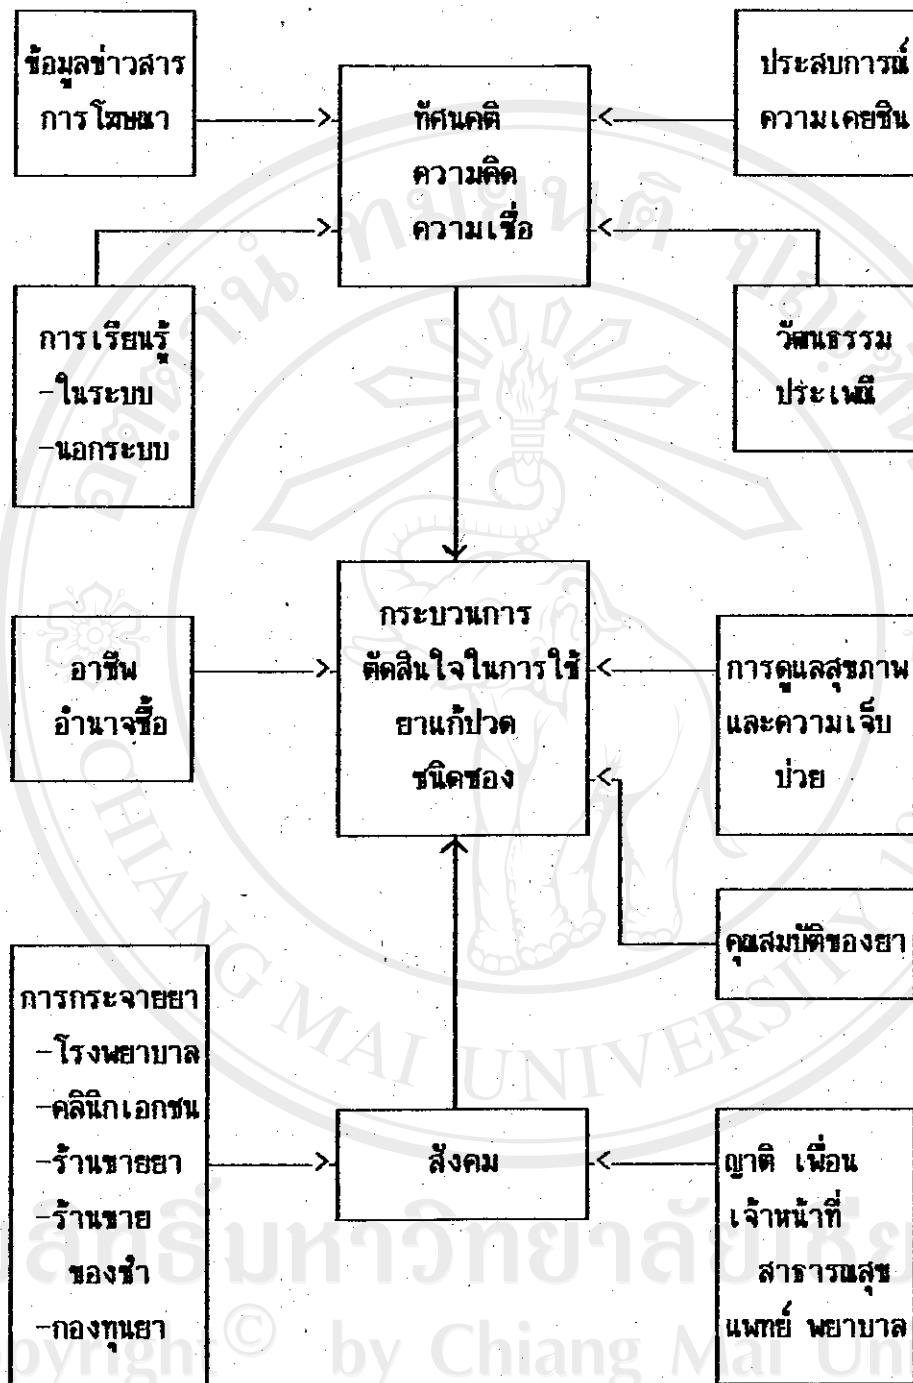 ข้อมูลข่าวสาร
การโฆษณา
ทัศนคติ
ความคิด
ความเชื่อ
ประสบการณ์
ความเคยชิน
การเรียนรู้
-ในระบบ
-นอกระบบ
วัฒนธรรม
ประเพณี
อาชีพ
อำนาจซื้อ
กระบวนการ
ตัดสินใจในการใช้
ยาแก้ปวด
ชนิดซอง
การดูแลสุขภาพ
และความเจ็บ
ป่วย
คุณสมบัติของยา
การกระจายยา
-โรงพยาบาล
-คลินิกเอกชน
-ร้านขายยา
-ร้านขาย
ของชำ
-กองทุนยา
สังคม
ญาติ เพื่อน
เจ้าหน้าที่
สาธารณสุข
แพทย์ พยาบาล
CHIANG MAI UNIVERSITY
by Chiang Mai